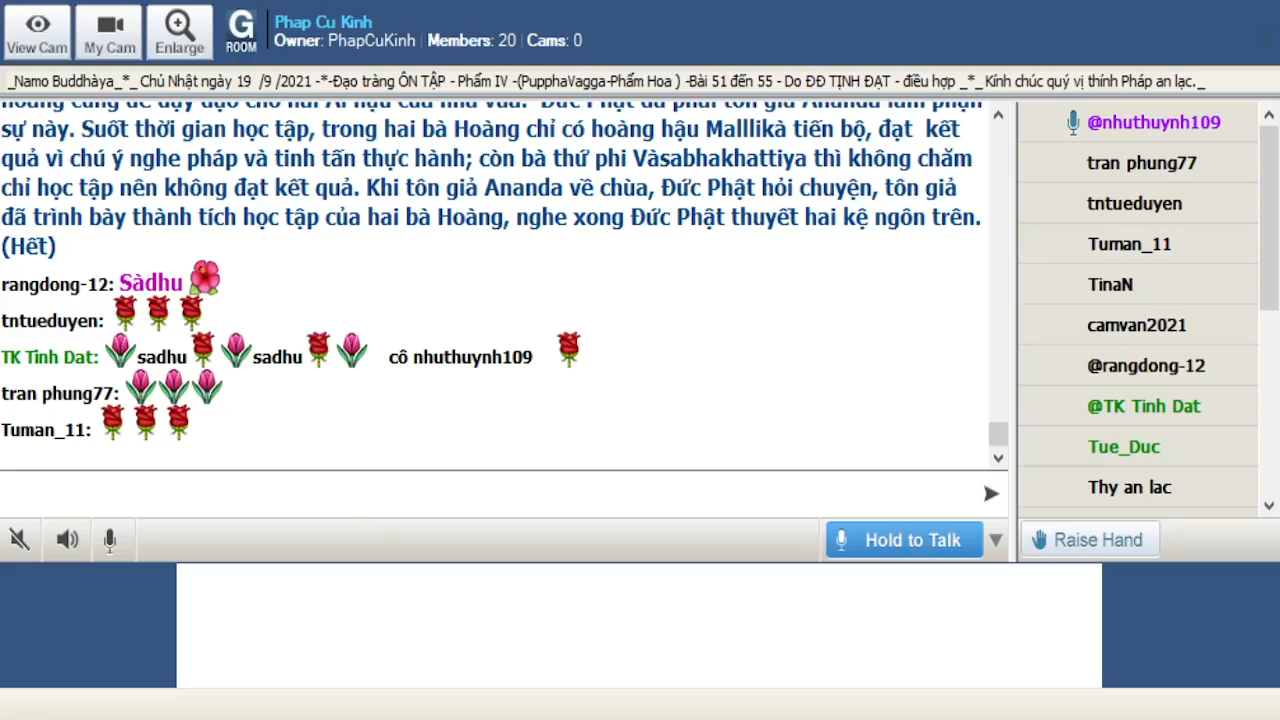 View Cam
My Cam
Enlarge
G
ROOM
Phap Cu Kinh
Owner: PhapCuKinh | Members: 20 | Cams: 0
_Namo Buddhàya_*_ Chủ Nhật ngày 19 /9 /2021 -*-Đạo tràng ÔN TẬP - Phẩm IV -(PupphaVagga-Phẩm Hoa ) -Bài 51 đến 55 - Do ĐĐ TỊNH ĐẠT - điều hợp _*_ Kính chúc quý vị thính Pháp an lạc._
sự này. Suốt thời gian học tập, trong hai bà Hoàng chỉ có hoàng hậu Malllikà tiến bộ, đạt kết
quả vì chú ý nghe pháp và tinh tấn thực hành; còn bà thứ phi Vàsabhakhattiya thì không chăm
chỉ học tập nên không đạt kết quả. Khi tôn giả Ananda về chùa, Đức Phật hỏi chuyện, tôn giả
đã trình bày thành tích học tập của hai bà Hoàng, nghe xong Đức Phật thuyết hai kệ ngôn trên.
(Hết)
rangdong-12: Sàdhu
tntueduyen:
TK Tinh Dat: sadhu sadhu cô nhuthuynh109
tran phung77:
Tuman_11:
@nhuthuynh109
tran phung77
tntueduyen
Tuman_11
TinaN
camvan2021
@rangdong-12
@TK Tinh Dat
Tue_Duc
Thy an lac
Hold to Talk
Raise Hand